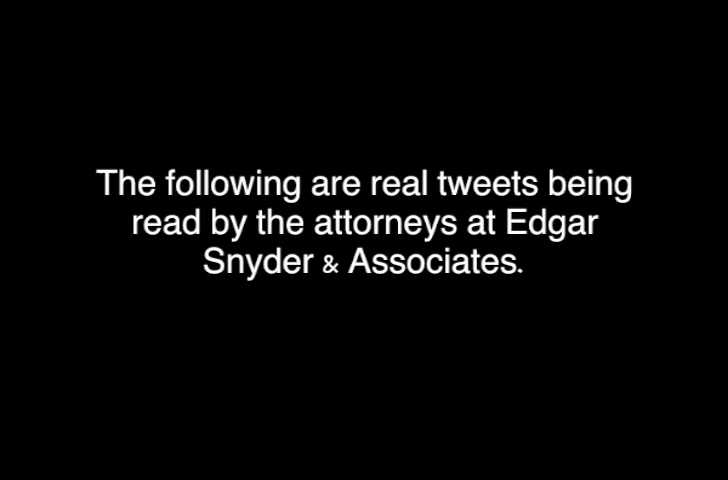 The following are real tweets being
read by the attorneys at Edgar
Snyder & Associates.